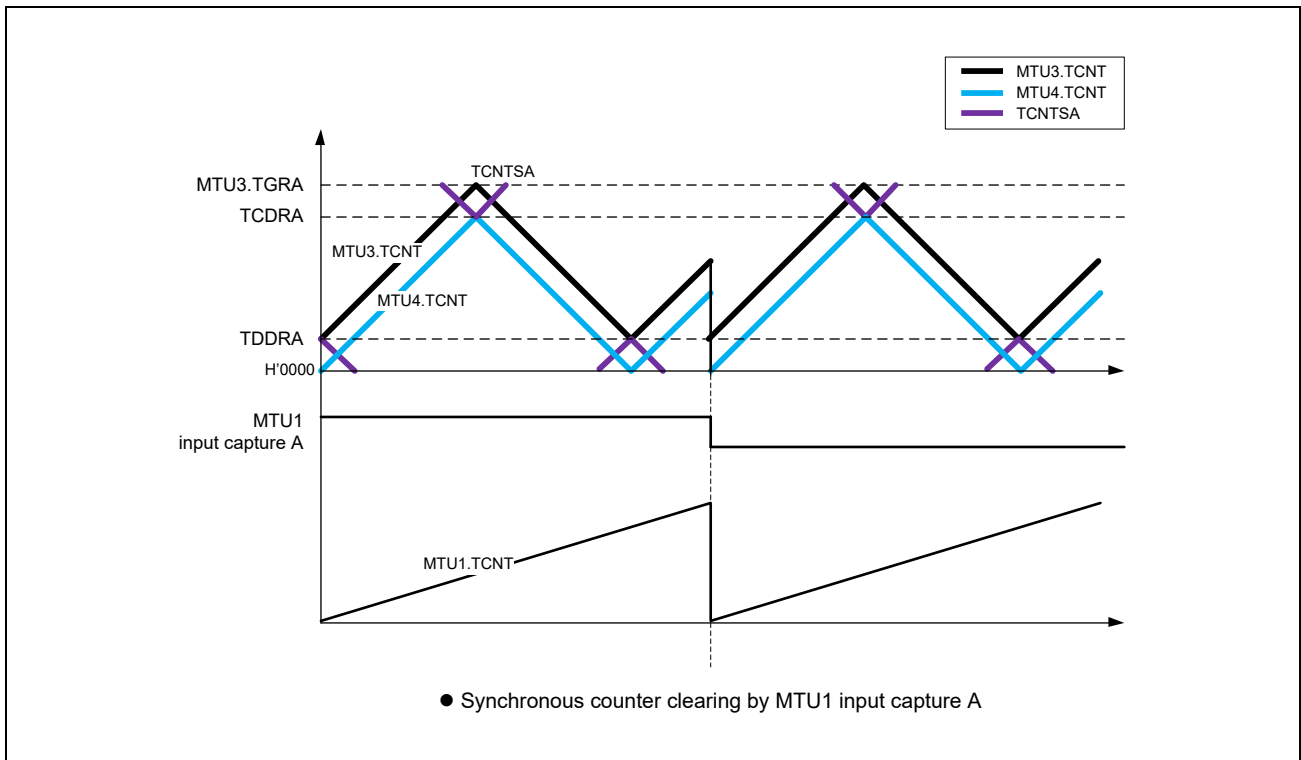 MTU3.TCNT
MTU4.TCNT
TCNTSA
TCNTSA
MTU3.TGRA
TCDRA
MTU3.TCNT
MTU4.TCNT
TDDRA
H'0000
MTU1
input capture A
MTU1.TCNT
● Synchronous counter clearing by MTU1 input capture A